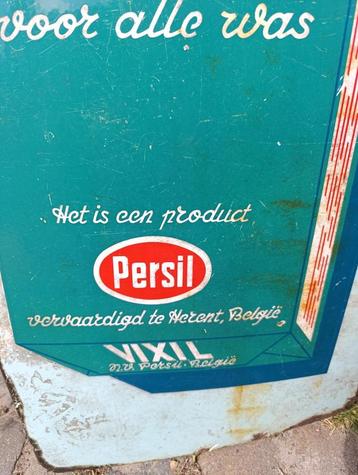 voor alle was
Het is een product
Persil
vervaardigd te Herent, België
VIXIL
N.V. Persil · België